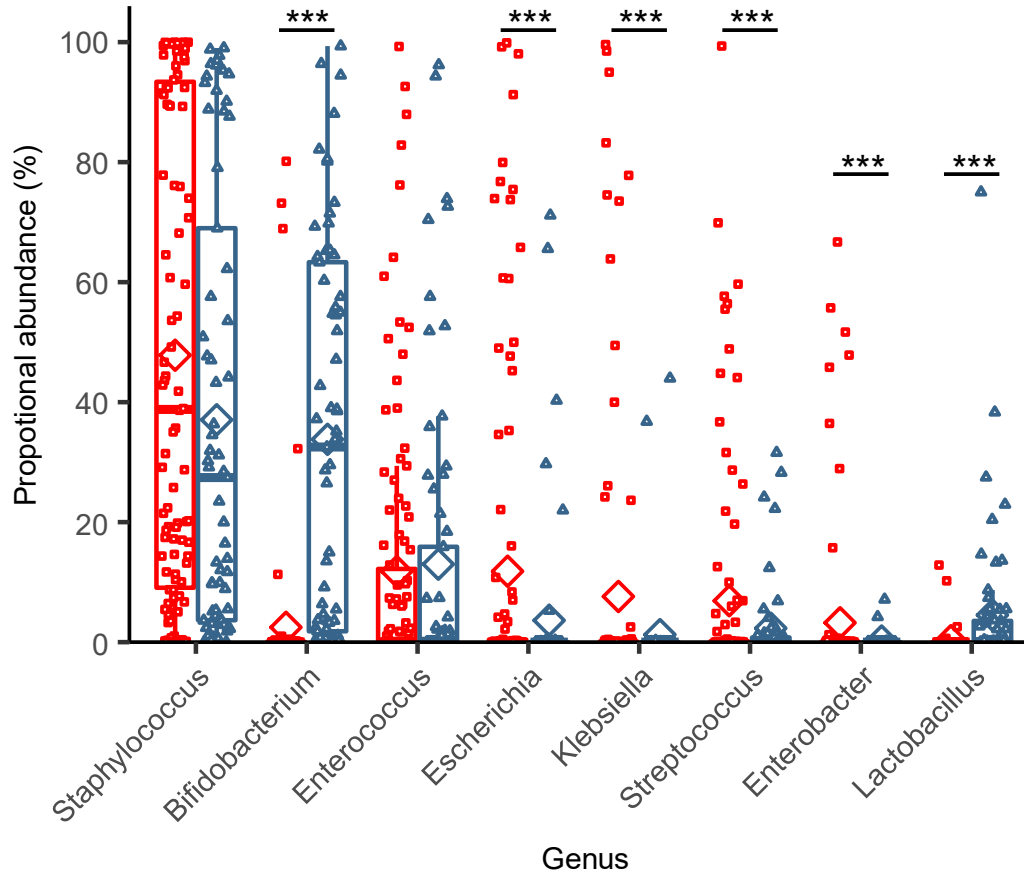 ***
***
***
***
***
***
100
80
60
40
20
0
Propotional abundance (%)
Staphylococcus
Bifidobacterium
Enterococcus
Escherichia
Klebsiella
Streptococcus
Enterobacter
Lactobacillus
Genus